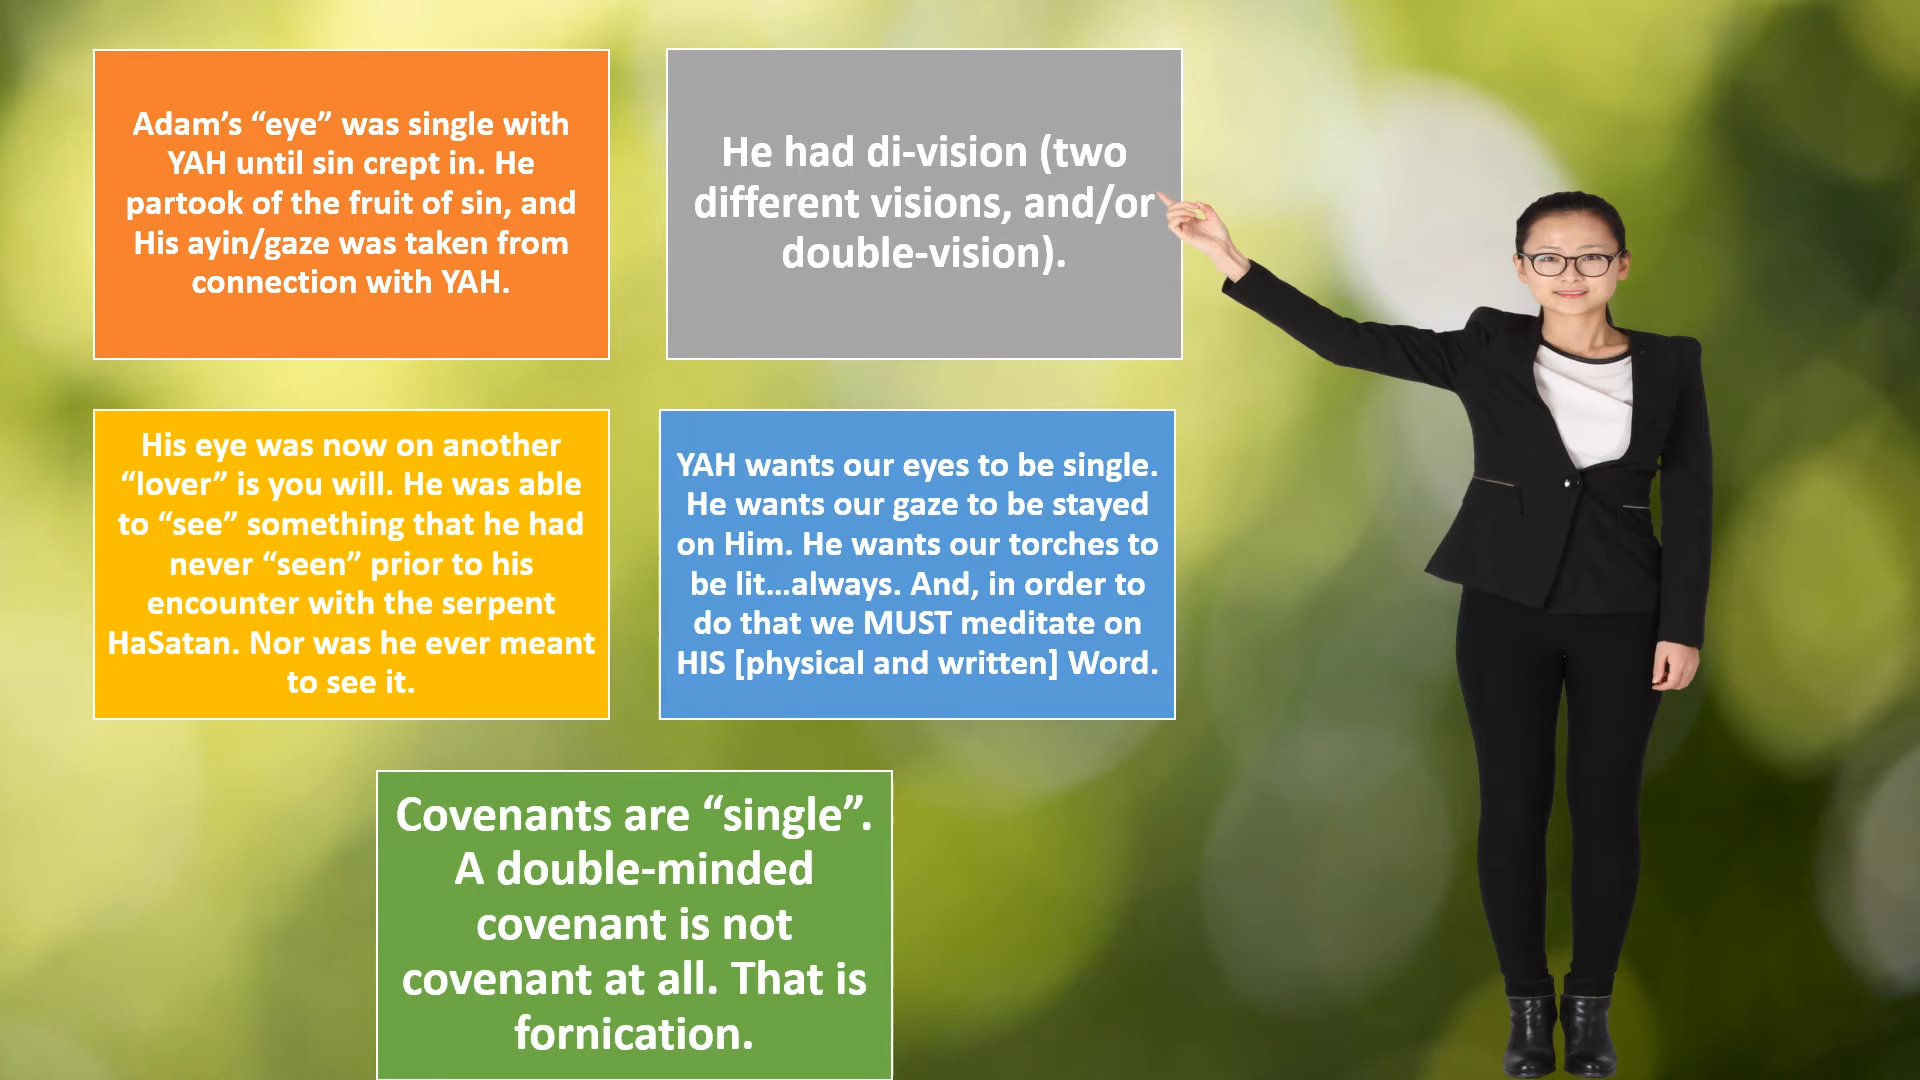 Adam’s “eye” was single with
YAH until sin crept in. He
partook of the fruit of sin, and
His ayin/gaze was taken from
connection with YAH.
He had di-vision (two
different visions, and/or
double-vision).
His eye was now on another
“lover” is you will. He was able
to “see” something that he had
never “seen” prior to his
encounter with the serpent
HaSatan. Nor was he ever meant
to see it.
YAH wants our eyes to be single.
He wants our gaze to be stayed
on Him. He wants our torches to
be lit…always. And, in order to
do that we MUST meditate on
HIS [physical and written] Word.
Covenants are “single”.
A double-minded
covenant is not
covenant at all. That is
fornication.